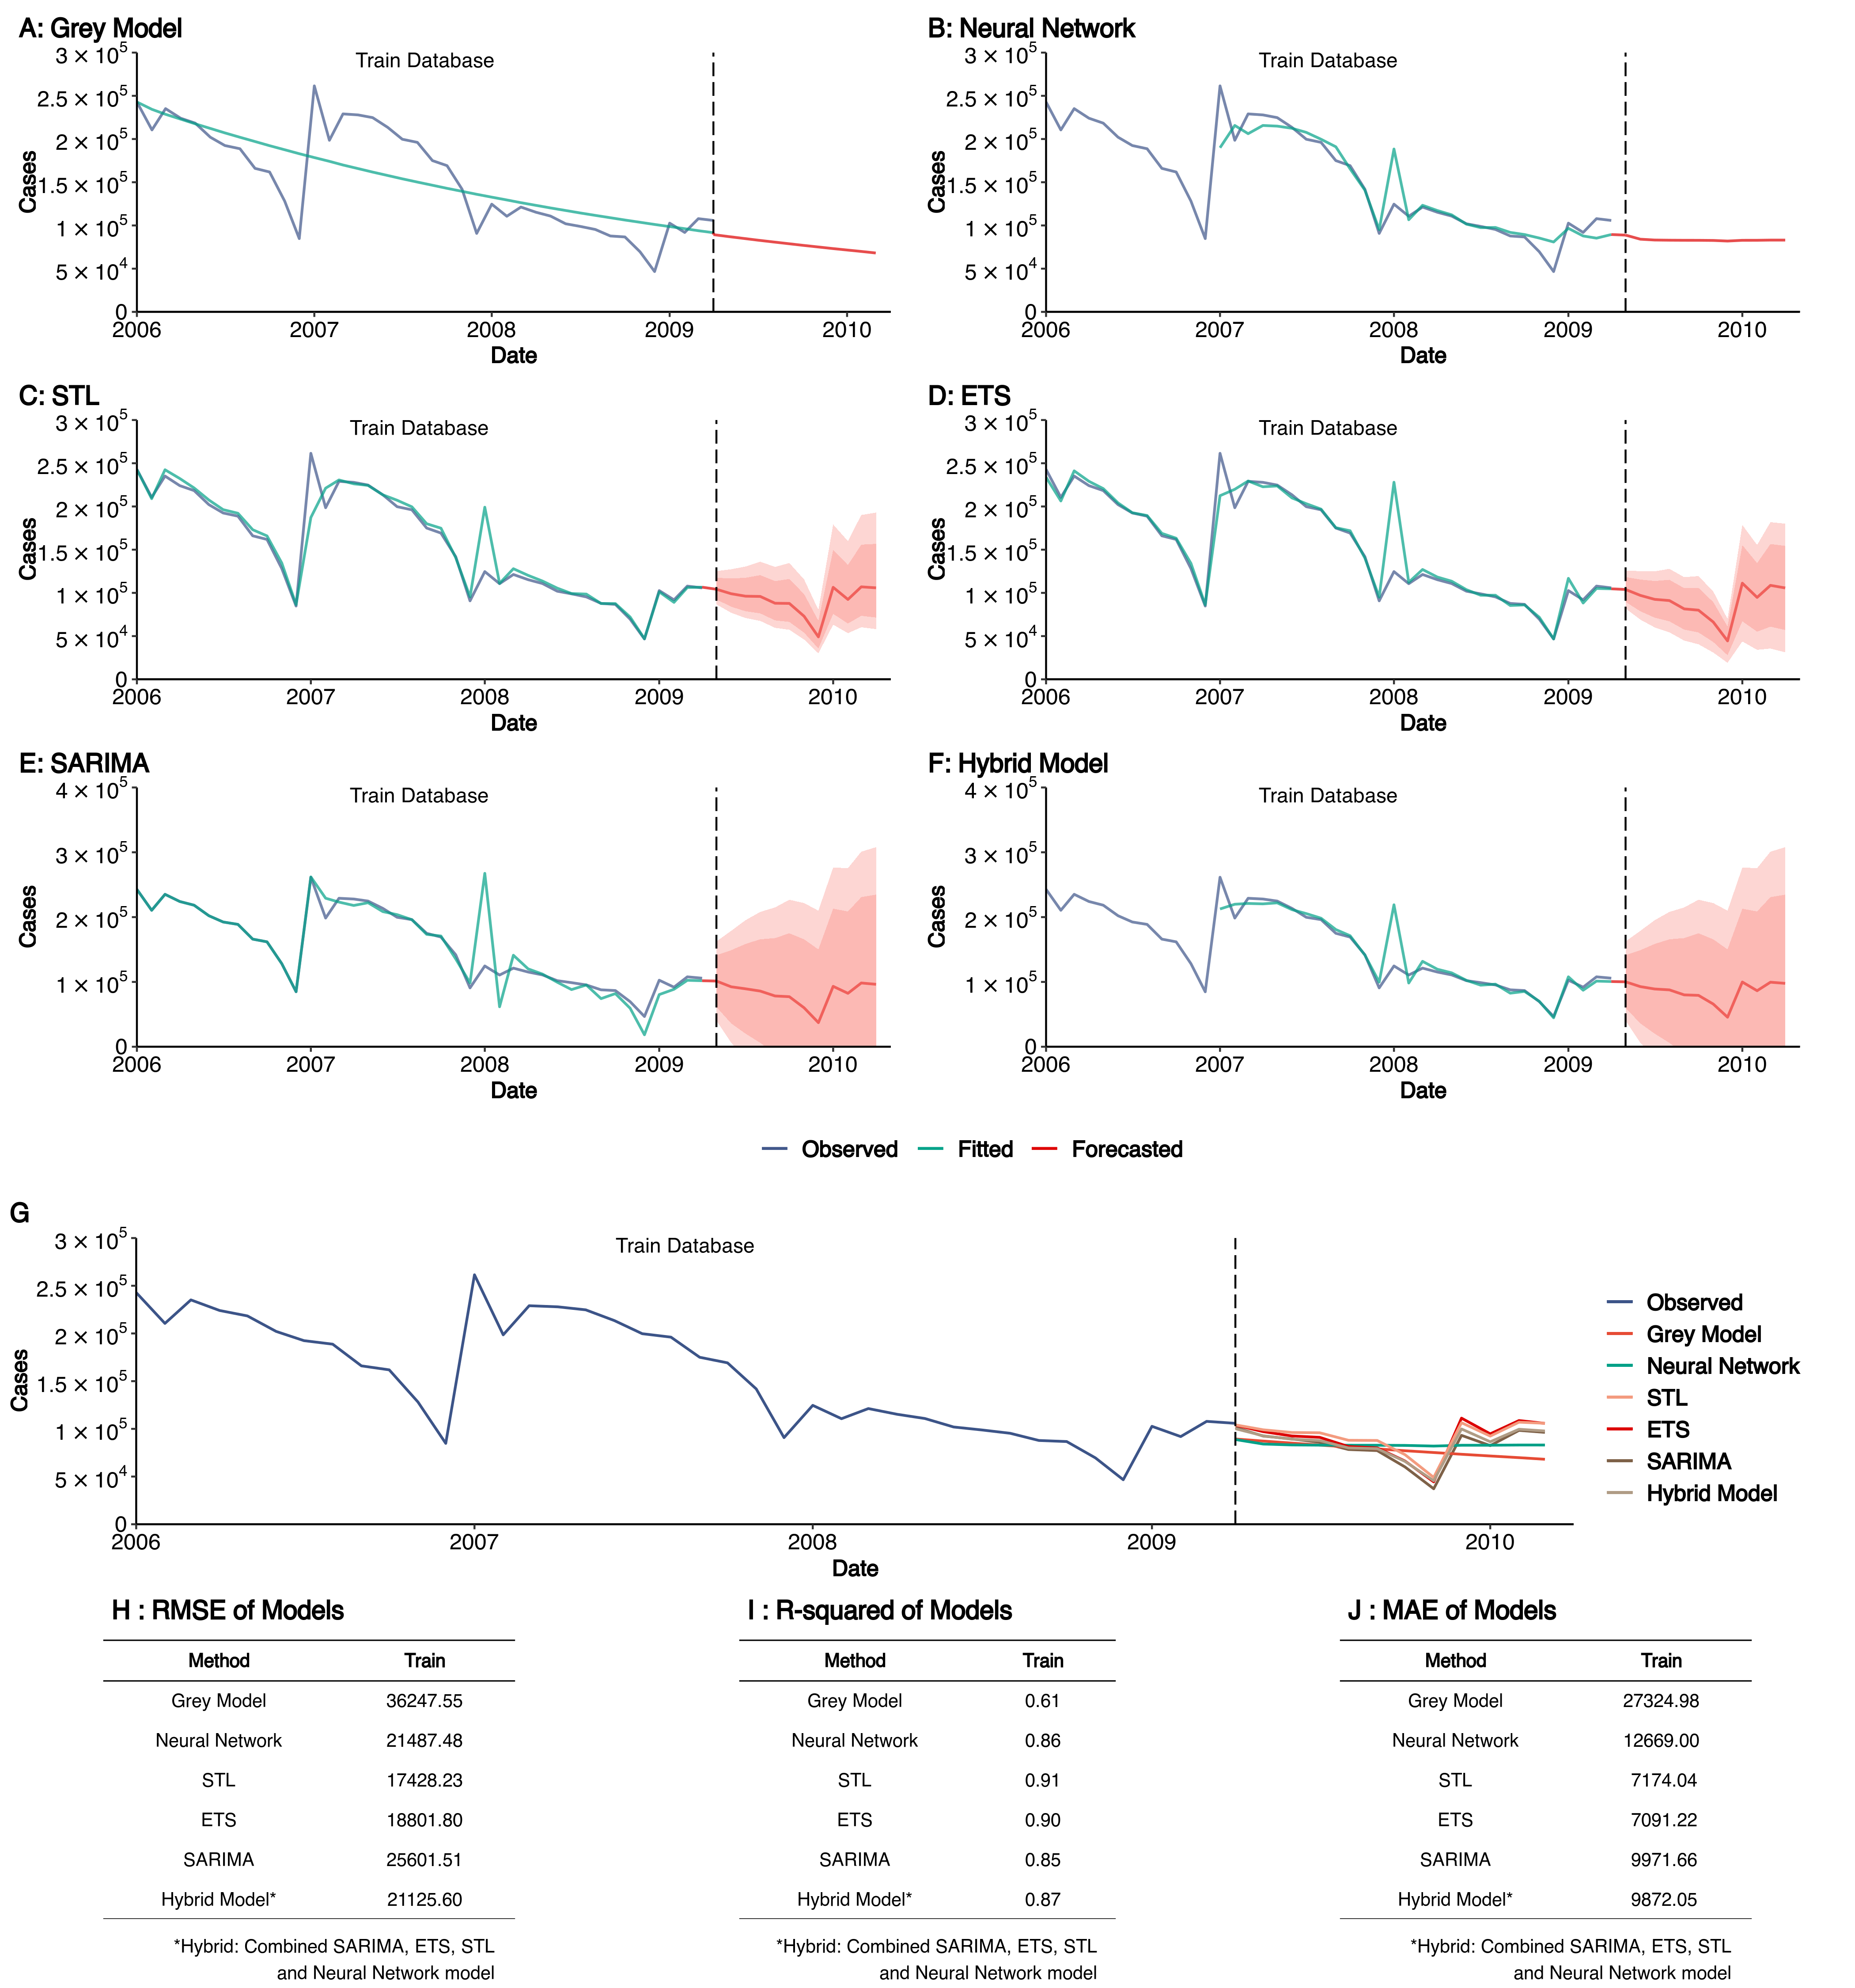 A: Grey Model
Train Database
3 × 10^5
2.5 × 10^5
2 × 10^5
1.5 × 10^5
1 × 10^5
5 × 10^4
0
Cases
2006 2007 2008 2009 2010
Date
B: Neural Network
Train Database
3 × 10^5
2.5 × 10^5
2 × 10^5
1.5 × 10^5
1 × 10^5
5 × 10^4
0
Cases
2006 2007 2008 2009 2010
Date
C: STL
Train Database
3 × 10^5
2.5 × 10^5
2 × 10^5
1.5 × 10^5
1 × 10^5
5 × 10^4
0
Cases
2006 2007 2008 2009 2010
Date
D: ETS
Train Database
3 × 10^5
2.5 × 10^5
2 × 10^5
1.5 × 10^5
1 × 10^5
5 × 10^4
0
Cases
2006 2007 2008 2009 2010
Date
E: SARIMA
Train Database
4 × 10^5
3 × 10^5
2 × 10^5
1 × 10^5
0
Cases
2006 2007 2008 2009 2010
Date
F: Hybrid Model
Train Database
4 × 10^5
3 × 10^5
2 × 10^5
1 × 10^5
0
Cases
2006 2007 2008 2009 2010
Date
Observed Fitted Forecasted
G
Train Database
3 × 10^5
2.5 × 10^5
2 × 10^5
1.5 × 10^5
1 × 10^5
5 × 10^4
0
Cases
2006 2007 2008 2009 2010
Date
Observed
Grey Model
Neural Network
STL
ETS
SARIMA
Hybrid Model
H : RMSE of Models
Method Train
Grey Model 36247.55
Neural Network 21487.48
STL 17428.23
ETS 18801.80
SARIMA 25601.51
Hybrid Model* 21125.60
*Hybrid: Combined SARIMA, ETS, STL
and Neural Network model
I : R-squared of Models
Method Train
Grey Model 0.61
Neural Network 0.86
STL 0.91
ETS 0.90
SARIMA 0.85
Hybrid Model* 0.87
*Hybrid: Combined SARIMA, ETS, STL
and Neural Network model
J : MAE of Models
Method Train
Grey Model 27324.98
Neural Network 12669.00
STL 7174.04
ETS 7091.22
SARIMA 9971.66
Hybrid Model* 9872.05
*Hybrid: Combined SARIMA, ETS, STL
and Neural Network model